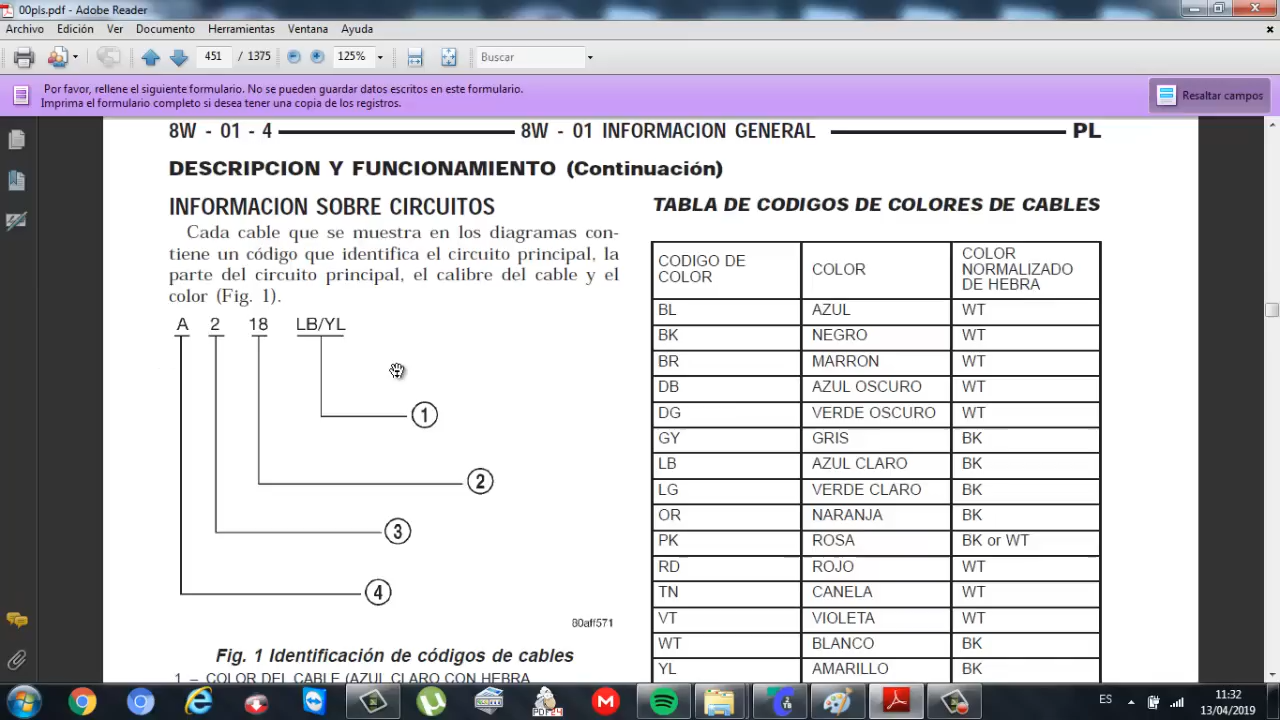 00pls.pdf - Adobe Reader
Archivo Edición Ver Documento Herramientas Ventana Ayuda
451 / 1375 125% Buscar
Por favor, rellene el siguiente formulario. No se pueden guardar datos escritos en este formulario.
Imprima el formulario completo si desea tener una copia de los registros.
Resaltar campos
8W - 01 - 4 8W - 01 INFORMACION GENERAL PL
DESCRIPCION Y FUNCIONAMIENTO (Continuación)
INFORMACION SOBRE CIRCUITOS
Cada cable que se muestra en los diagramas con-
tiene un código que identifica el circuito principal, la
parte del circuito principal, el calibre del cable y el
color (Fig. 1).
A 2 18 LB/YL
1
2
3
4
80aff571
Fig. 1 Identificación de códigos de cables
1 – COLOR DEL CABLE (AZUL CLARO CON HEBRA
TABLA DE CODIGOS DE COLORES DE CABLES
CODIGO DE
COLOR
COLOR
COLOR
NORMALIZADO
DE HEBRA
BL AZUL WT
BK NEGRO WT
BR MARRON WT
DB AZUL OSCURO WT
DG VERDE OSCURO WT
GY GRIS BK
LB AZUL CLARO BK
LG VERDE CLARO BK
OR NARANJA BK
PK ROSA BK or WT
RD ROJO WT
TN CANELA WT
VT VIOLETA WT
WT BLANCO BK
YL AMARILLO BK
ES
11:32
13/04/2019